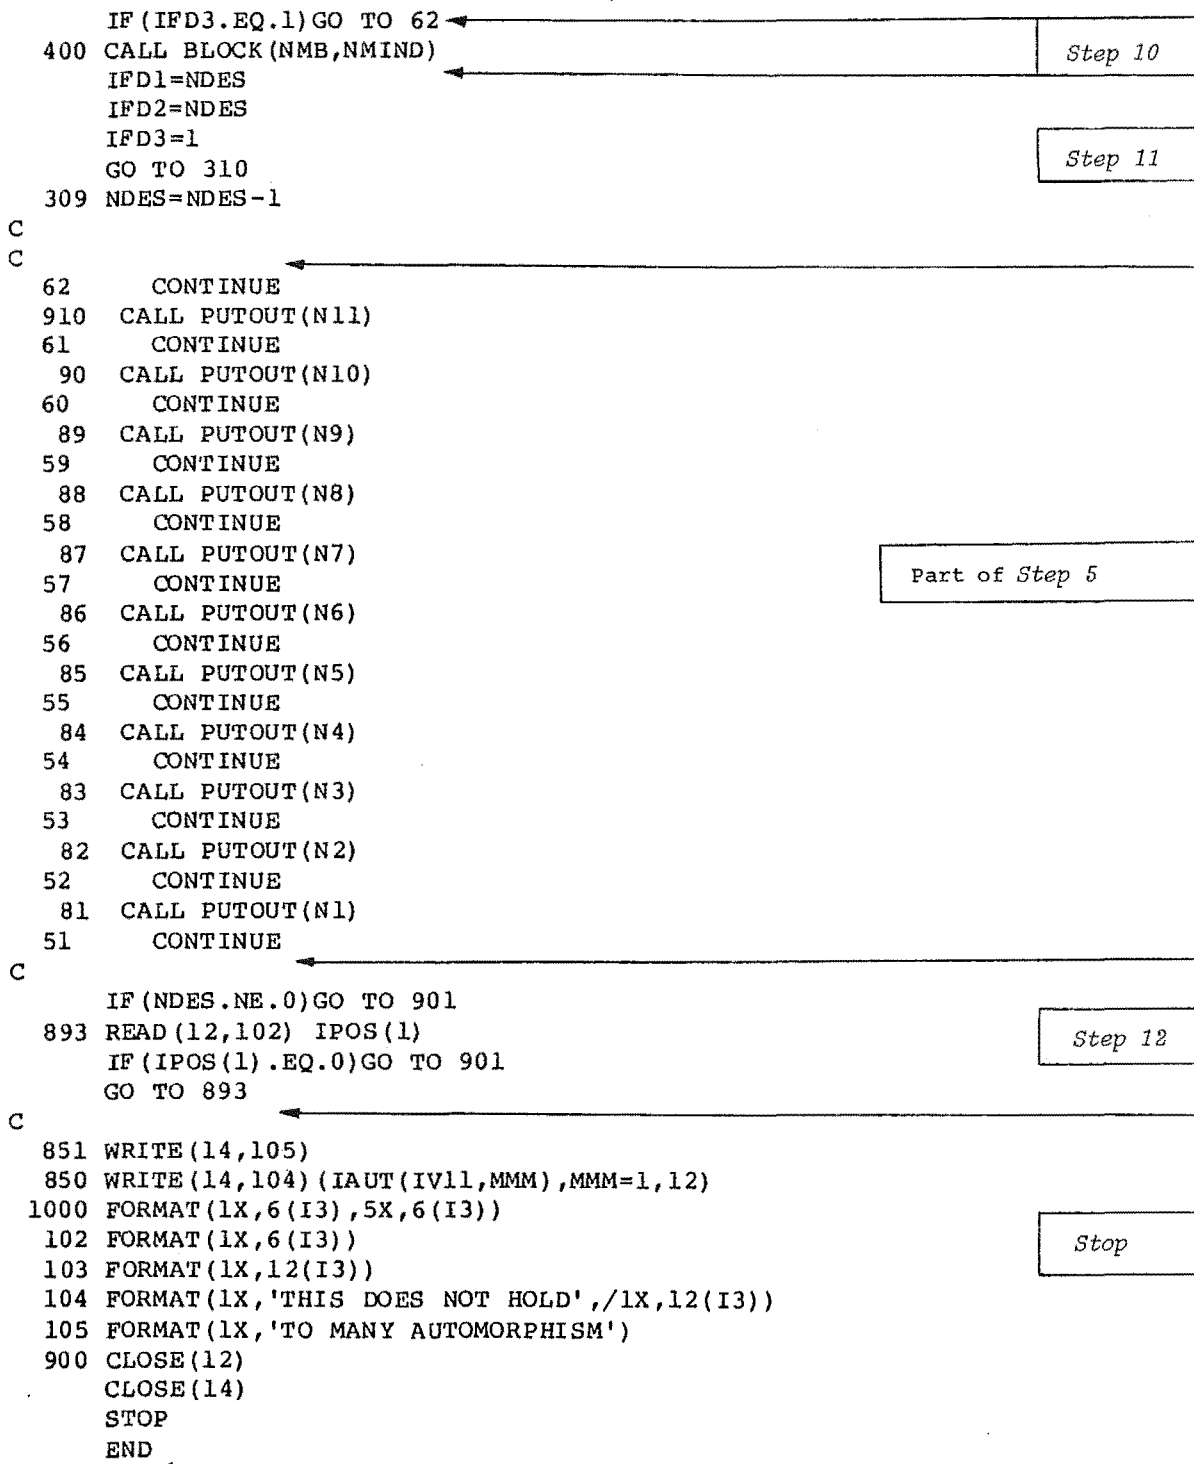 IF(IFD3.EQ.1)GO TO 62
400 CALL BLOCK(NMB,NMIND)
Step 10
IFD1=NDES
IFD2=NDES
IFD3=1
GO TO 310
Step 11
309 NDES=NDES-1
C
C
62 CONTINUE
910 CALL PUTOUT(N11)
61 CONTINUE
90 CALL PUTOUT(N10)
60 CONTINUE
89 CALL PUTOUT(N9)
59 CONTINUE
88 CALL PUTOUT(N8)
58 CONTINUE
87 CALL PUTOUT(N7)
57 CONTINUE
Part of Step 5
86 CALL PUTOUT(N6)
56 CONTINUE
85 CALL PUTOUT(N5)
55 CONTINUE
84 CALL PUTOUT(N4)
54 CONTINUE
83 CALL PUTOUT(N3)
53 CONTINUE
82 CALL PUTOUT(N2)
52 CONTINUE
81 CALL PUTOUT(N1)
51 CONTINUE
C
IF(NDES.NE.0)GO TO 901
893 READ(12,102) IPOS(1)
Step 12
IF(IPOS(1).EQ.0)GO TO 901
GO TO 893
C
851 WRITE(14,105)
850 WRITE(14,104)(IAUT(IV11,MMM),MMM=1,12)
1000 FORMAT(1X,6(I3),5X,6(I3))
102 FORMAT(1X,6(I3))
Stop
103 FORMAT(1X,12(I3))
104 FORMAT(1X,'THIS DOES NOT HOLD',/1X,12(I3))
105 FORMAT(1X,'TO MANY AUTOMORPHISM')
900 CLOSE(12)
CLOSE(14)
STOP
END